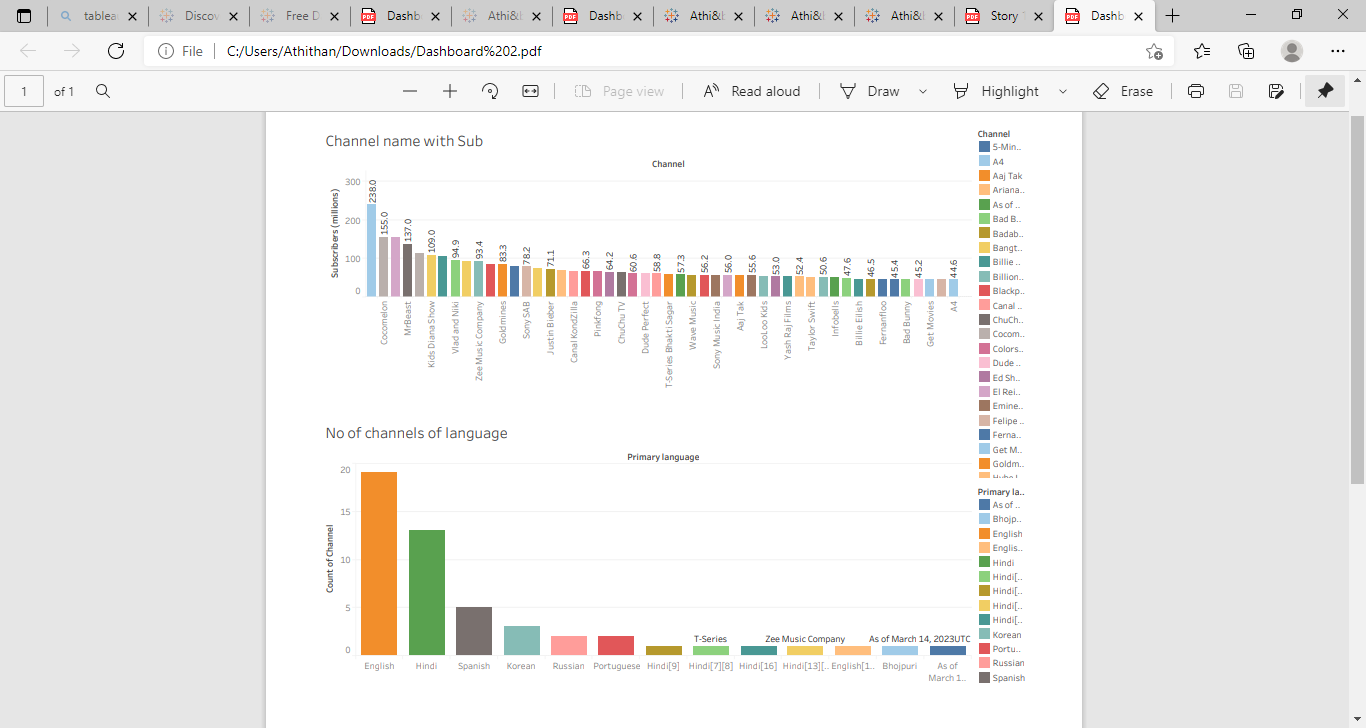 tablea
Discov
Free D
Dashb
Athi&
Dashb
Athi&
Athi&
Athi&
Story
Dashb
File
C:/Users/Athithan/Downloads/Dashboard%202.pdf
1 of 1
Page view
Read aloud
Draw
Highlight
Erase
Channel name with Sub
Channel
Subscribers (millions)
300
200
100
0
238.0
155.0
137.0
109.0
94.9
93.4
83.3
78.2
71.1
66.3
64.2
60.6
58.8
57.3
56.2
56.0
55.6
53.0
52.4
50.6
47.6
46.5
45.4
45.2
44.6
Cocomelon
MrBeast
Kids Diana Show
Vlad and Niki
Zee Music Company
Goldmines
Sony SAB
Justin Bieber
Canal KondZilla
Pinkfong
ChuChu TV
Dude Perfect
T-Series Bhakti Sagar
Wave Music
Sony Music India
Aaj Tak
LooLoo Kids
Yash Raj Films
Taylor Swift
Infobells
Billie Eilish
Fernanfloo
Bad Bunny
Get Movies
A4
Channel
5-Min..
A4
Aaj Tak
Ariana..
As of ..
Bad B..
Badab..
Bangt..
Billie ..
Billion..
Blackp..
Canal ..
ChuCh..
Cocom..
Colors..
Dude ..
Ed Sh..
El Rei..
Emine..
Felipe ..
Ferna..
Get M..
Goldm..
No of channels of language
Primary language
Count of Channel
20
15
10
5
0
T-Series
Zee Music Company
As of March 14, 2023UTC
English
Hindi
Spanish
Korean
Russian
Portuguese
Hindi[9]
Hindi[7][8]
Hindi[16]
Hindi[13][..
English[1..
Bhojpuri
As of
March 1..
Primary la..
As of ..
Bhojp..
English
Englis..
Hindi
Hindi[..
Hindi[..
Hindi[..
Hindi[..
Korean
Portu..
Russian
Spanish